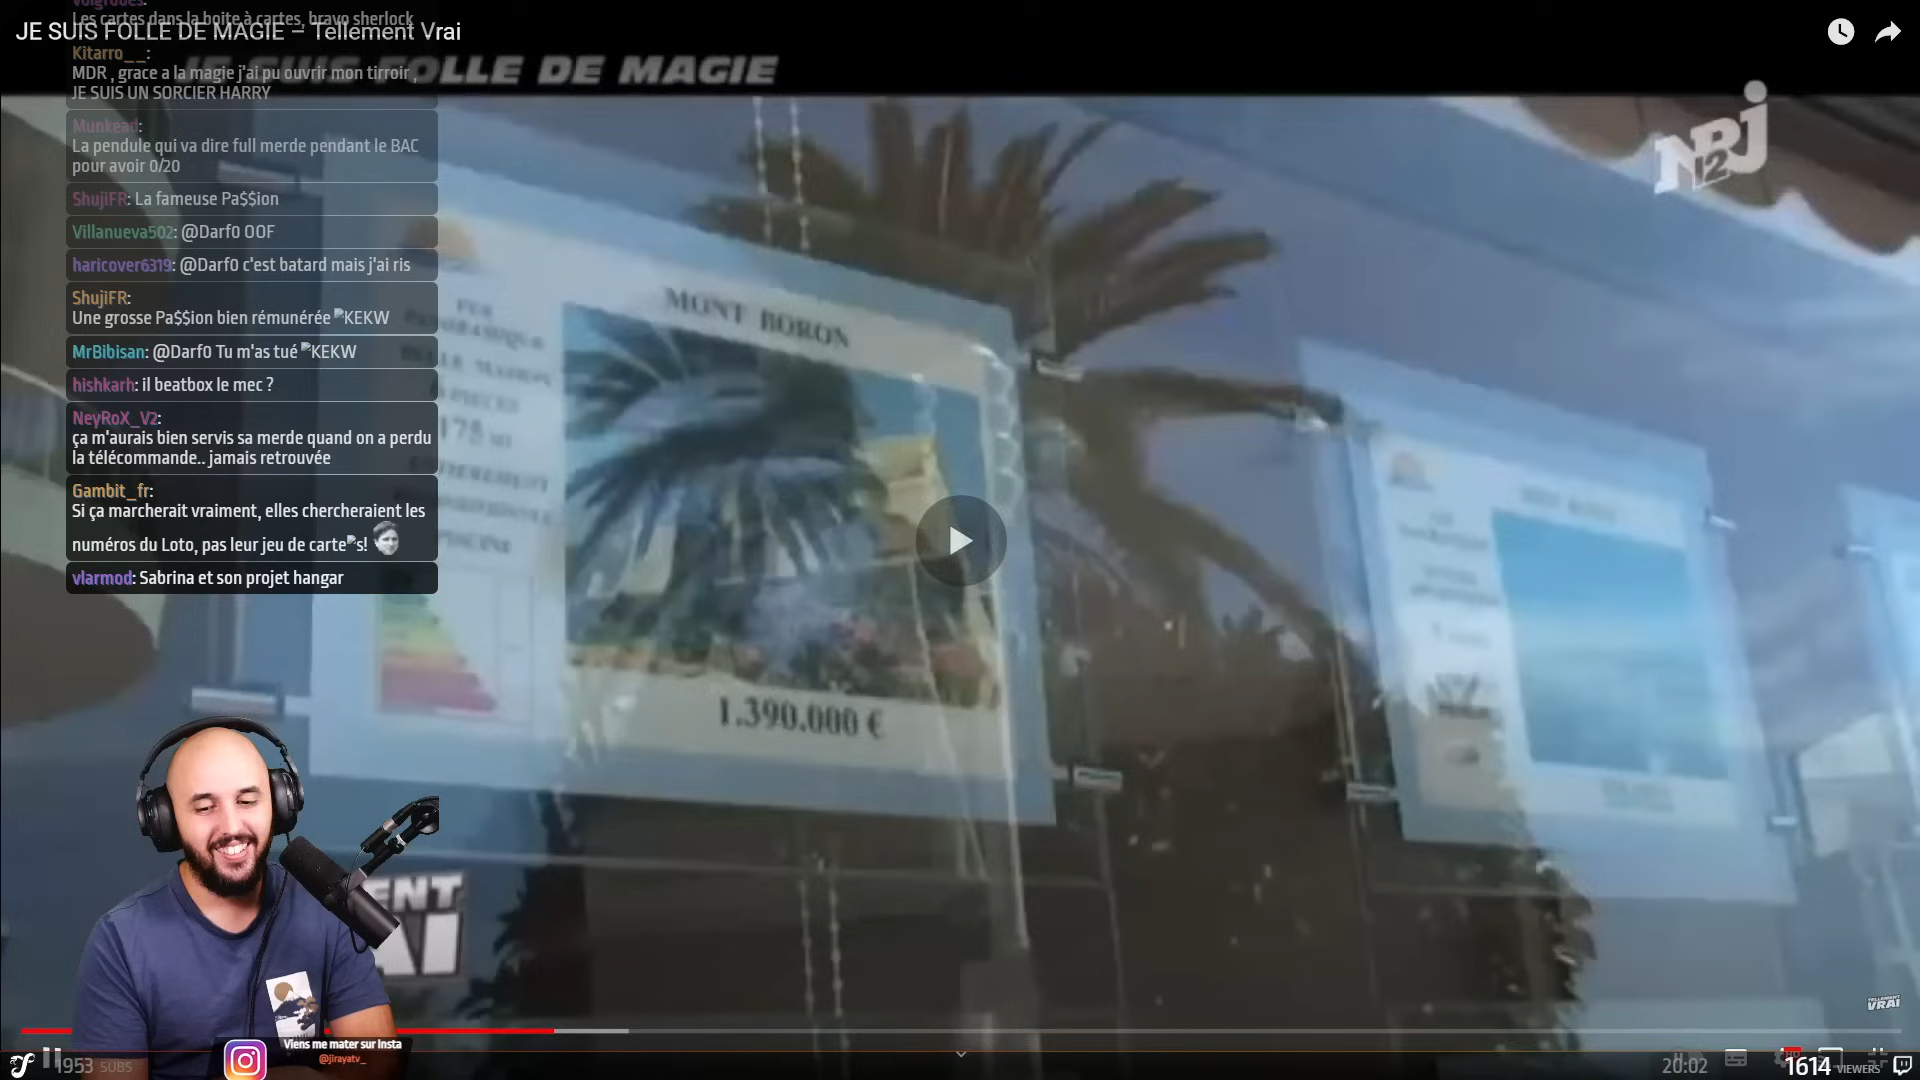 Les cartes dans la boite à cartes, bravo sherlock
JE SUIS FOLLE DE MAGIE – Tellement Vrai
Kitarro__:
MDR , grace a la magie j'ai pu ouvrir mon tirroir ,
JE SUIS UN SORCIER HARRY
JE SUIS FOLLE DE MAGIE
Munkead:
La pendule qui va dire full merde pendant le BAC
pour avoir 0/20
ShujiFR: La fameuse Pa$$ion
Villanueva502: @Darf0 OOF
haricover6319: @Darf0 c'est batard mais j'ai ris
ShujiFR:
Une grosse Pa$$ion bien rémunérée KEKW
MrBibisan: @Darf0 Tu m'as tué KEKW
hishkarh: il beatbox le mec ?
NeyRoX_V2:
ça m'aurais bien servis sa merde quand on a perdu
la télécommande.. jamais retrouvée
Gambit_fr:
Si ça marcherait vraiment, elles chercheraient les
numéros du Loto, pas leur jeu de cartes!
vlarmod: Sabrina et son projet hangar
NRJ
12
MONT BORON
1.390.000 €
ENT
AI
TELLEMENT
VRAI
Viens me mater sur Insta
@jirayatv_
1953 SUBS
20:02
1614 VIEWERS